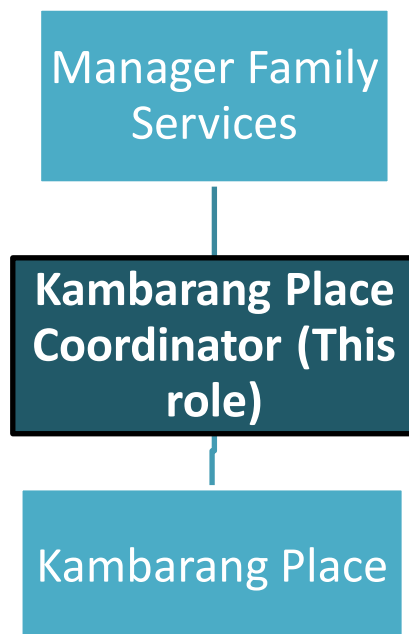 Manager Family
Services
Kambarang Place
Coordinator (This
role)
Kambarang Place